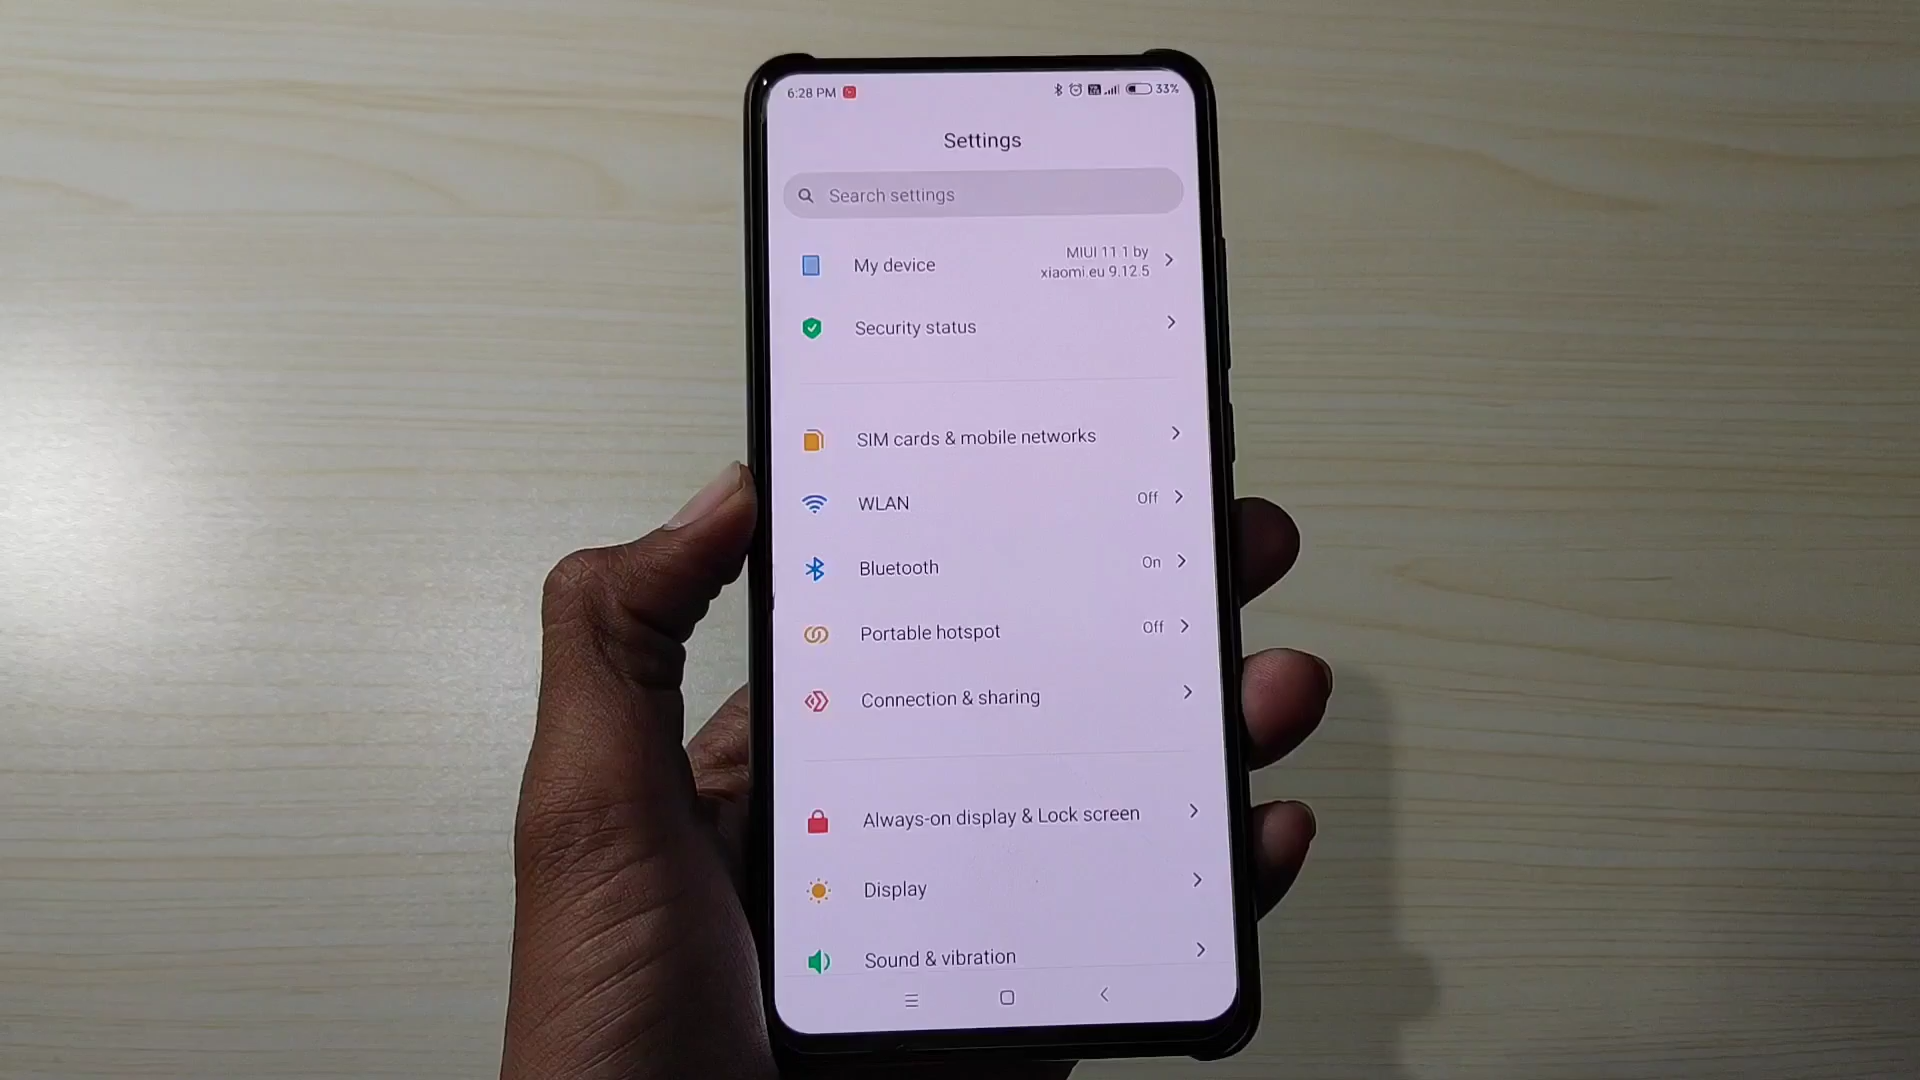 6:28 PM
33%
Settings
Search settings
My device
MIUI 11.1 by
xiaomi.eu 9.12.5
Security status
SIM cards & mobile networks
WLAN
Off
Bluetooth
On
Portable hotspot
Off
Connection & sharing
Always-on display & Lock screen
Display
Sound & vibration